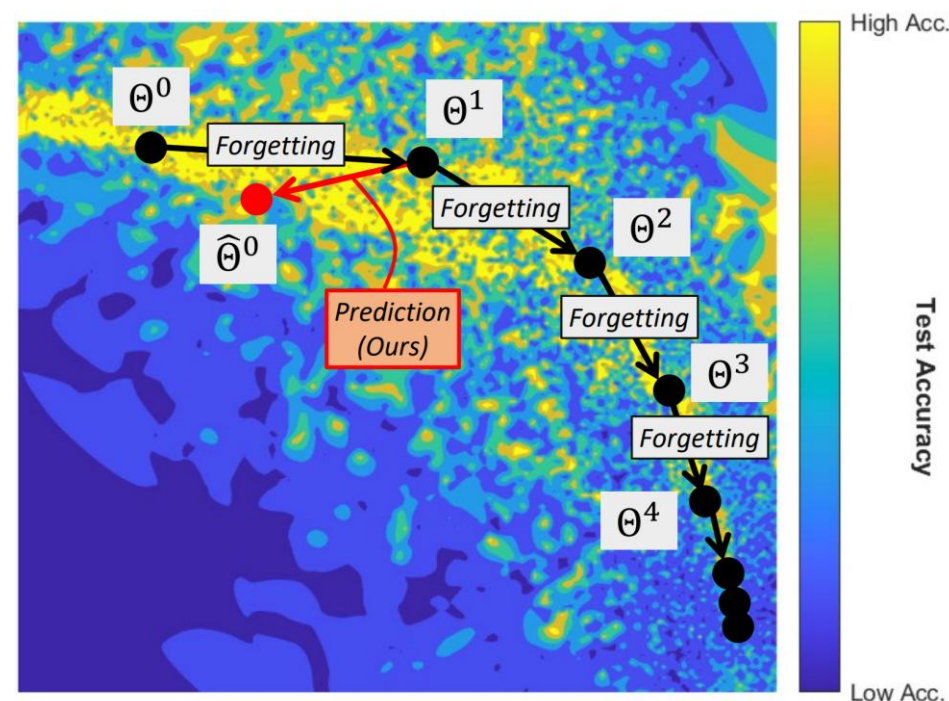 High Acc.
Θ⁰
Forgetting
Θ¹
Forgetting
Θ̂⁰
Θ²
Prediction
(Ours)
Forgetting
Θ³
Forgetting
Θ⁴
Test Accuracy
Low Acc.